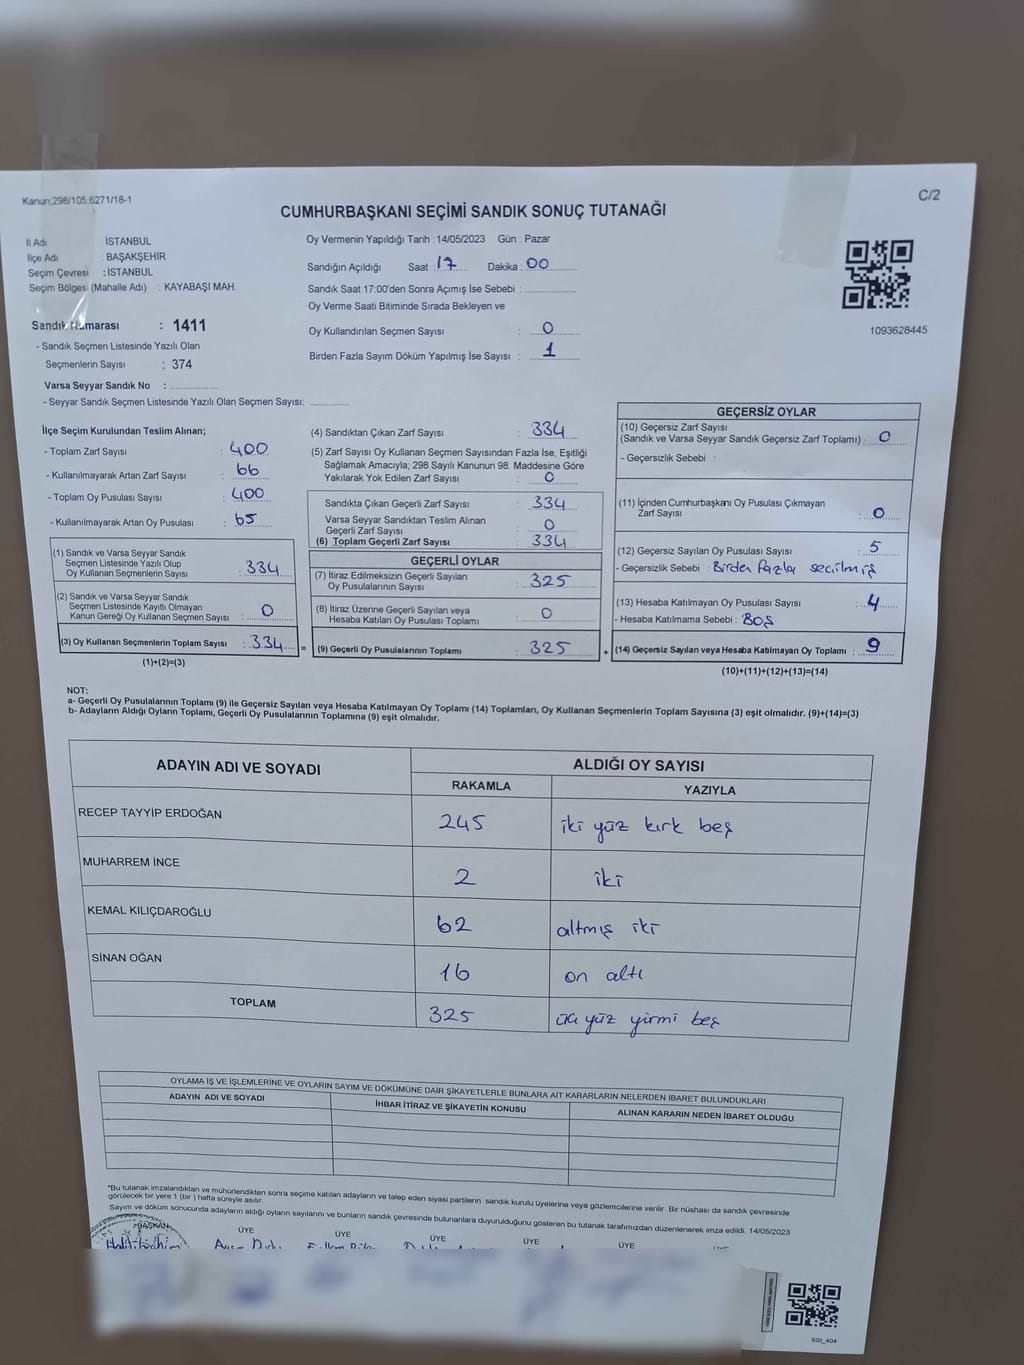 Kanun:298/105,6271/18-1
C/2
CUMHURBAŞKANI SEÇİMİ SANDIK SONUÇ TUTANAĞI
İl Adı : İSTANBUL
İlçe Adı : BAŞAKŞEHİR
Seçim Çevresi : İSTANBUL
Seçim Bölgesi (Mahalle Adı) : KAYABAŞI MAH.
Sandık Numarası : 1411
- Sandık Seçmen Listesinde Yazılı Olan
Seçmenlerin Sayısı : 374
Varsa Seyyar Sandık No :
- Seyyar Sandık Seçmen Listesinde Yazılı Olan Seçmen Sayısı:
Oy Vermenin Yapıldığı Tarih : 14/05/2023 Gün : Pazar
Sandığın Açıldığı Saat 17 Dakika 00
Sandık Saat 17:00'den Sonra Açımış İse Sebebi :
Oy Verme Saati Bitiminde Sırada Bekleyen ve
Oy Kullandırılan Seçmen Sayısı : 0
Birden Fazla Sayım Döküm Yapılmış İse Sayısı : 1
1093628445
İlçe Seçim Kurulundan Teslim Alınan;
- Toplam Zarf Sayısı : 400
- Kullanılmayarak Artan Zarf Sayısı : 66
- Toplam Oy Pusulası Sayısı : 400
- Kullanılmayarak Artan Oy Pusulası : 65
(1) Sandık ve Varsa Seyyar Sandık
Seçmen Listesinde Yazılı Olup
Oy Kullanan Seçmenlerin Sayısı : 334
(2) Sandık ve Varsa Seyyar Sandık
Seçmen Listesinde Kayıtlı Olmayan
Kanun Gereği Oy Kullanan Seçmen Sayısı : 0
(3) Oy Kullanan Seçmenlerin Toplam Sayısı : 334 =
(1)+(2)=(3)
(4) Sandıktan Çıkan Zarf Sayısı : 334
(5) Zarf Sayısı Oy Kullanan Seçmen Sayısından Fazla İse, Eşitliği
Sağlamak Amacıyla; 298 Sayılı Kanunun 98. Maddesine Göre
Yakılarak Yok Edilen Zarf Sayısı : 0
Sandıkta Çıkan Geçerli Zarf Sayısı : 334
Varsa Seyyar Sandıktan Teslim Alınan
Geçerli Zarf Sayısı : 0
(6) Toplam Geçerli Zarf Sayısı : 334
GEÇERLİ OYLAR
(7) İtiraz Edilmeksizin Geçerli Sayılan
Oy Pusulalarının Sayısı : 325
(8) İtiraz Üzerine Geçerli Sayılan veya
Hesaba Katılan Oy Pusulası Toplamı : 0
(9) Geçerli Oy Pusulalarının Toplamı : 325 +
GEÇERSİZ OYLAR
(10) Geçersiz Zarf Sayısı
(Sandık ve Varsa Seyyar Sandık Geçersiz Zarf Toplamı) : 0
- Geçersizlik Sebebi :
(11) İçinden Cumhurbaşkanı Oy Pusulası Çıkmayan
Zarf Sayısı : 0
(12) Geçersiz Sayılan Oy Pusulası Sayısı : 5
- Geçersizlik Sebebi : Birden fazla seçilmiş
(13) Hesaba Katılmayan Oy Pusulası Sayısı : 4
- Hesaba Katılmama Sebebi : BOŞ
(14) Geçersiz Sayılan veya Hesaba Katılmayan Oy Toplamı : 9
(10)+(11)+(12)+(13)=(14)
NOT:
a- Geçerli Oy Pusulalarının Toplamı (9) ile Geçersiz Sayılan veya Hesaba Katılmayan Oy Toplamı (14) Toplamları, Oy Kullanan Seçmenlerin Toplam Sayısına (3) eşit olmalıdır. (9)+(14)=(3)
b- Adayların Aldığı Oyların Toplamı, Geçerli Oy Pusulalarının Toplamına (9) eşit olmalıdır.
ADAYIN ADI VE SOYADI
ALDIĞI OY SAYISI
RAKAMLA YAZIYLA
RECEP TAYYİP ERDOĞAN 245 iki yüz kırk beş
MUHARREM İNCE 2 iki
KEMAL KILIÇDAROĞLU 62 altmış iki
SİNAN OĞAN 16 on altı
TOPLAM 325 üç yüz yirmi beş
OYLAMA İŞ VE İŞLEMLERİNE VE OYLARIN SAYIM VE DÖKÜMÜNE DAİR ŞİKAYETLERLE BUNLARA AİT KARARLARIN NELERDEN İBARET BULUNDUKLARI
ADAYIN ADI VE SOYADI İHBAR İTİRAZ VE ŞİKAYETİN KONUSU ALINAN KARARIN NEDEN İBARET OLDUĞU
*Bu tutanak imzalandıktan ve mühürlendikten sonra seçime katılan adayların ve talep eden siyasi partilerin sandık kurulu üyelerine veya gözlemcilerine verilir. Bir nüshası da sandık çevresinde
görülecek bir yere 1 (bir ) hafta süreyle asılır.
Sayım ve döküm sonucunda adayların aldığı oyların sayılarını ve bunların sandık çevresinde bulunanlara duyurulduğunu gösteren bu tutanak tarafımızdan düzenlenerek imza edildi. 14/05/2023
BAŞKAN ÜYE ÜYE ÜYE ÜYE ÜYE
SSI_404